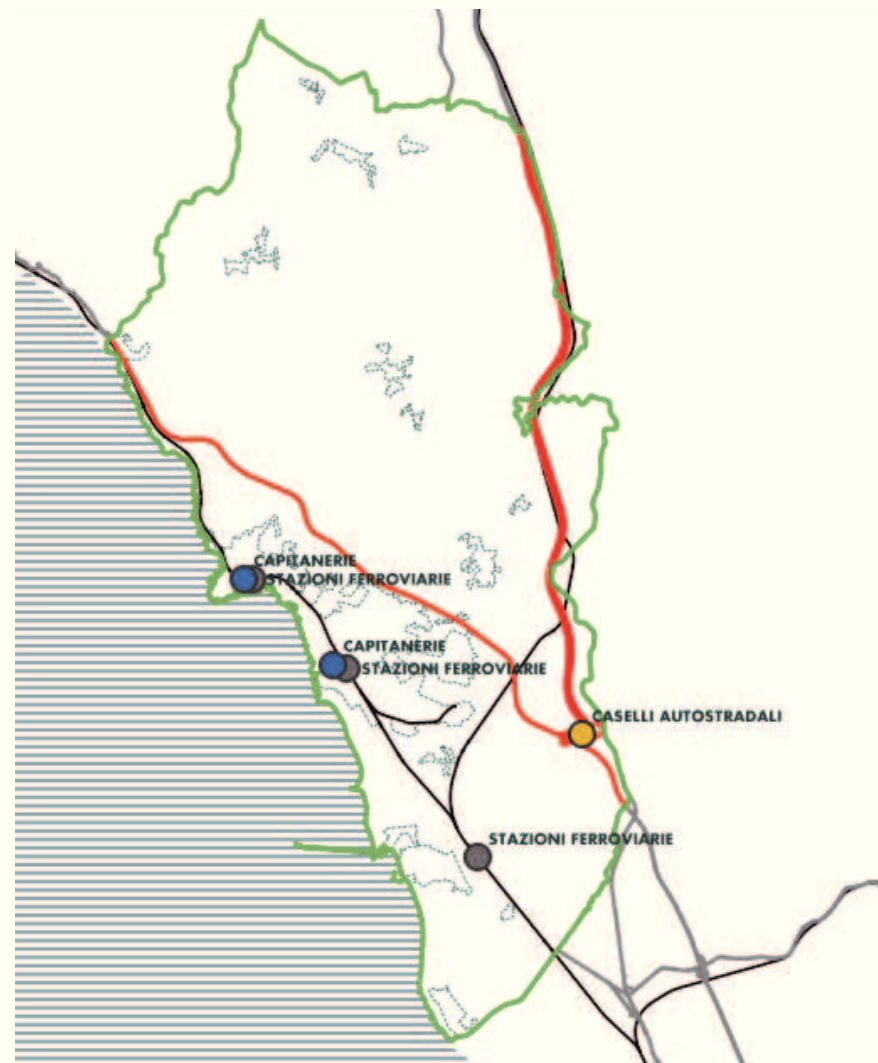 CAPITANERIE
STAZIONI FERROVIARIE
CAPITANERIE
STAZIONI FERROVIARIE
CASELLI AUTOSTRADALI
STAZIONI FERROVIARIE